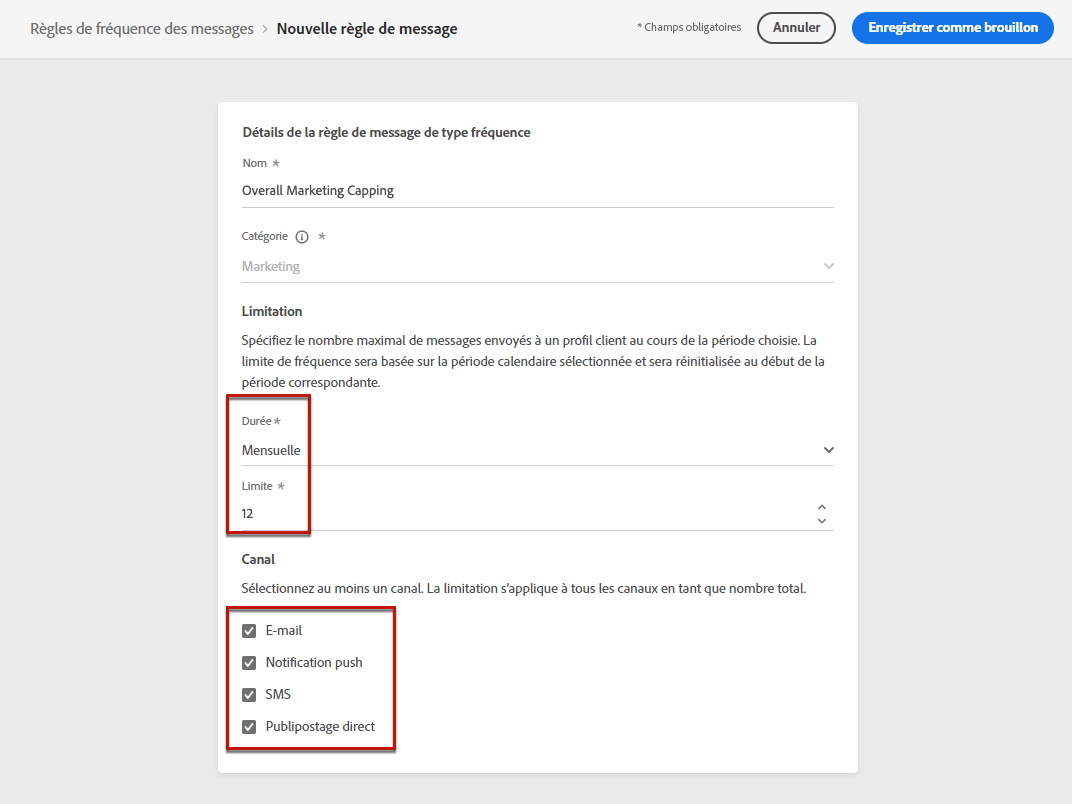 Règles de fréquence des messages > Nouvelle règle de message
* Champs obligatoires
Annuler
Enregistrer comme brouillon
Détails de la règle de message de type fréquence
Nom *
Overall Marketing Capping
Catégorie *
Marketing
Limitation
Spécifiez le nombre maximal de messages envoyés à un profil client au cours de la période choisie. La
limite de fréquence sera basée sur la période calendaire sélectionnée et sera réinitialisée au début de la
période correspondante.
Durée*
Mensuelle
Limite *
12
Canal
Sélectionnez au moins un canal. La limitation s'applique à tous les canaux en tant que nombre total.
E-mail
Notification push
SMS
Publipostage direct